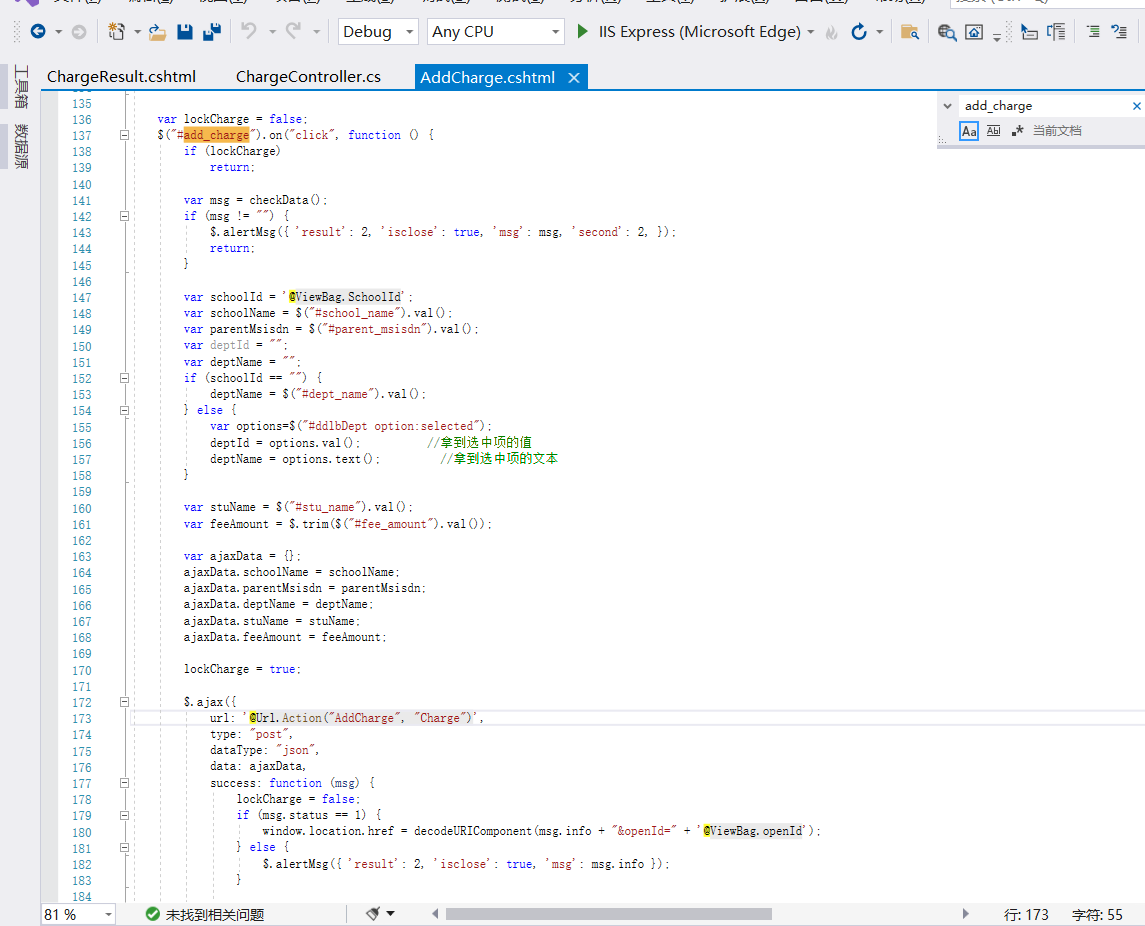 Debug
Any CPU
IIS Express (Microsoft Edge)
工具箱
数据源
ChargeResult.cshtml
ChargeController.cs
AddCharge.cshtml
add_charge
Aa
Ab
当前文档
135
136 var lockCharge = false;
137 $("#add_charge").on("click", function () {
138 if (lockCharge)
139 return;
140
141 var msg = checkData();
142 if (msg != "") {
143 $.alertMsg({ 'result': 2, 'isclose': true, 'msg': msg, 'second': 2, });
144 return;
145 }
146
147 var schoolId = '@ViewBag.SchoolId';
148 var schoolName = $("#school_name").val();
149 var parentMsisdn = $("#parent_msisdn").val();
150 var deptId = "";
151 var deptName = "";
152 if (schoolId == "") {
153 deptName = $("#dept_name").val();
154 } else {
155 var options=$("#ddlbDept option:selected");
156 deptId = options.val(); //拿到选中项的值
157 deptName = options.text(); //拿到选中项的文本
158 }
159
160 var stuName = $("#stu_name").val();
161 var feeAmount = $.trim($("#fee_amount").val());
162
163 var ajaxData = {};
164 ajaxData.schoolName = schoolName;
165 ajaxData.parentMsisdn = parentMsisdn;
166 ajaxData.deptName = deptName;
167 ajaxData.stuName = stuName;
168 ajaxData.feeAmount = feeAmount;
169
170 lockCharge = true;
171
172 $.ajax({
173 url: '@Url.Action("AddCharge", "Charge")',
174 type: "post",
175 dataType: "json",
176 data: ajaxData,
177 success: function (msg) {
178 lockCharge = false;
179 if (msg.status == 1) {
180 window.location.href = decodeURIComponent(msg.info + "&openId=" + '@ViewBag.openId');
181 } else {
182 $.alertMsg({ 'result': 2, 'isclose': true, 'msg': msg.info });
183 }
184
81 %
未找到相关问题
行: 173
字符: 55